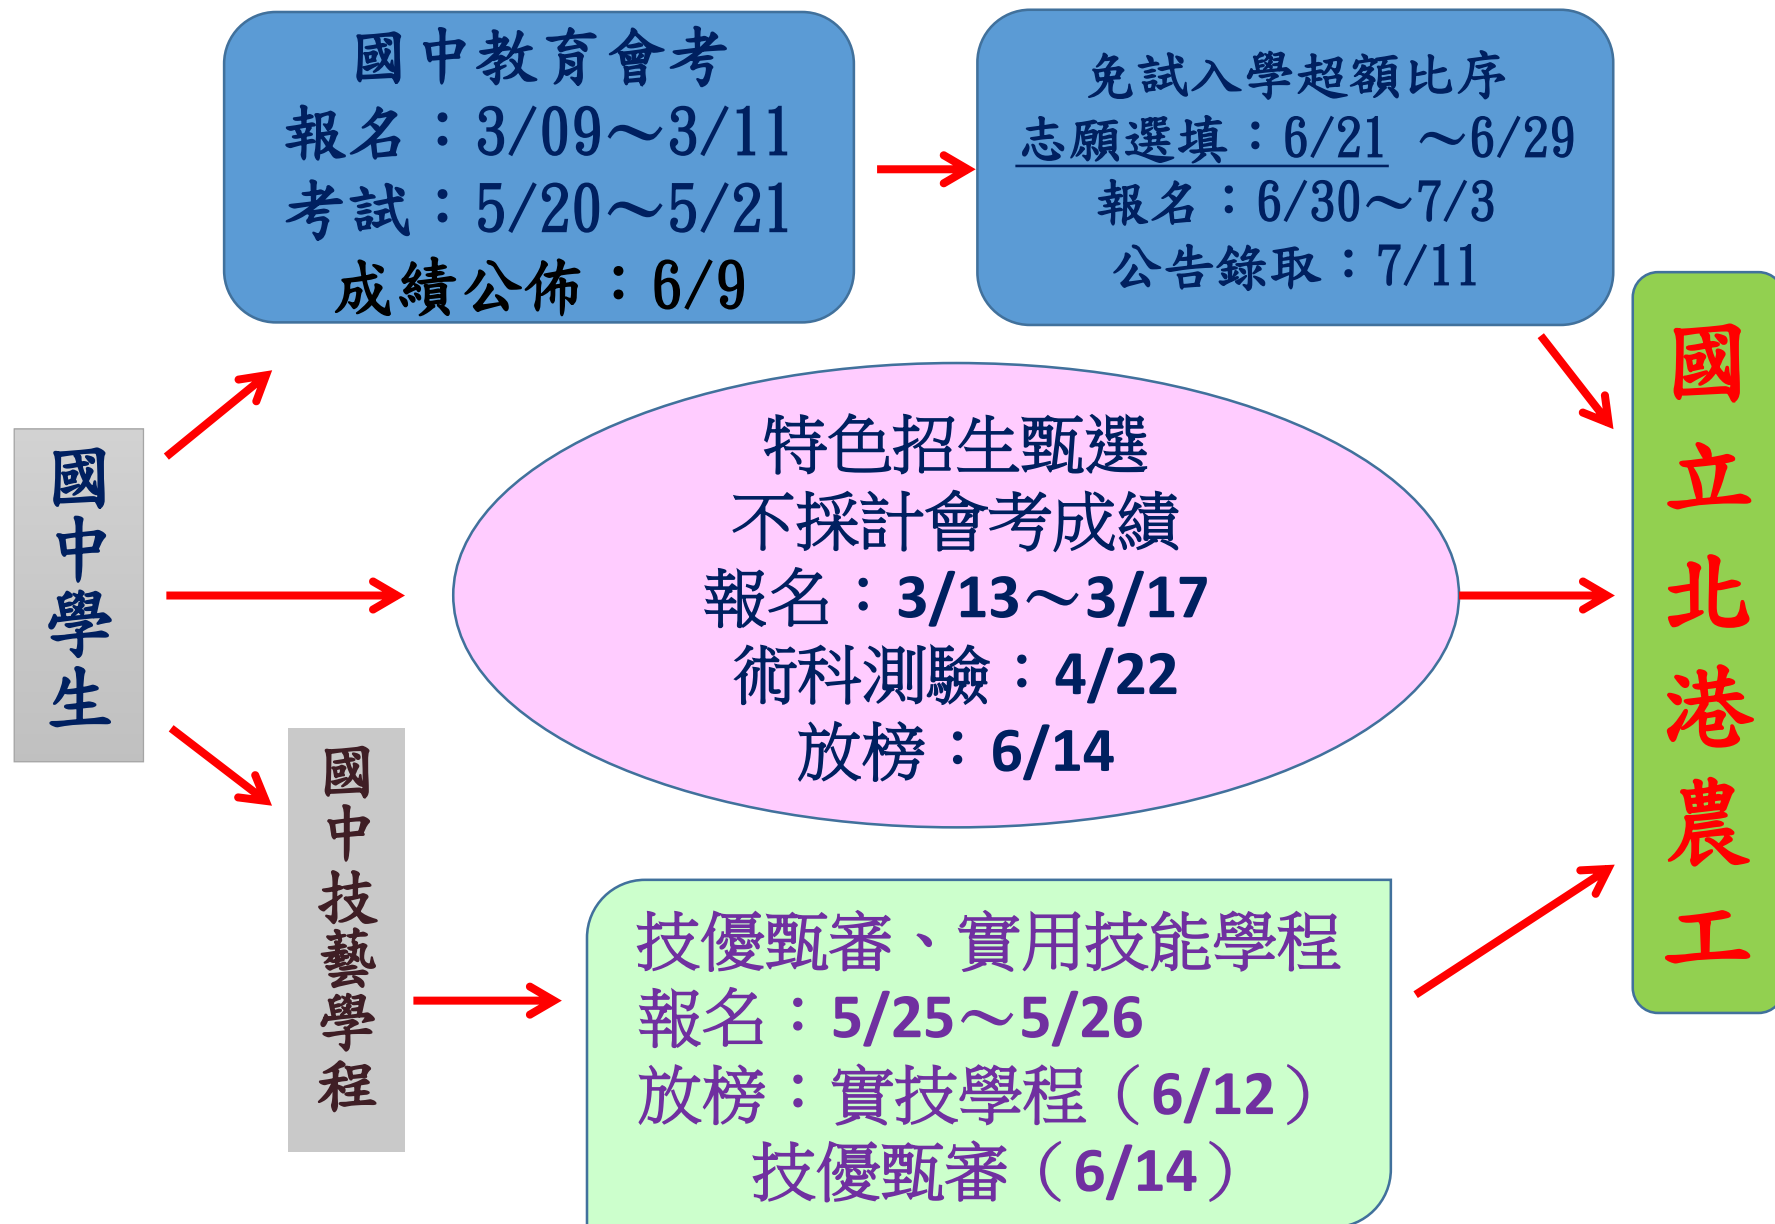 國中教育會考
報名：3/09～3/11
考試：5/20～5/21
成績公佈：6/9
免試入學超額比序
志願選填：6/21 ～6/29
報名：6/30～7/3
公告錄取：7/11
國中學生
特色招生甄選
不採計會考成績
報名：3/13～3/17
術科測驗：4/22
放榜：6/14
國中技藝學程
技優甄審、實用技能學程
報名：5/25～5/26
放榜：實技學程（6/12）
技優甄審（6/14）
國立北港農工